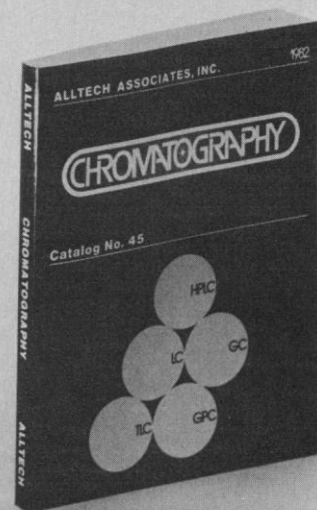 ALLTECH ASSOCIATES, INC. 1982
CHROMATOGRAPHY
Catalog No. 45
HPLC
LC GC
TLC GPC
ALLTECH CHROMATOGRAPHY ALLTECH